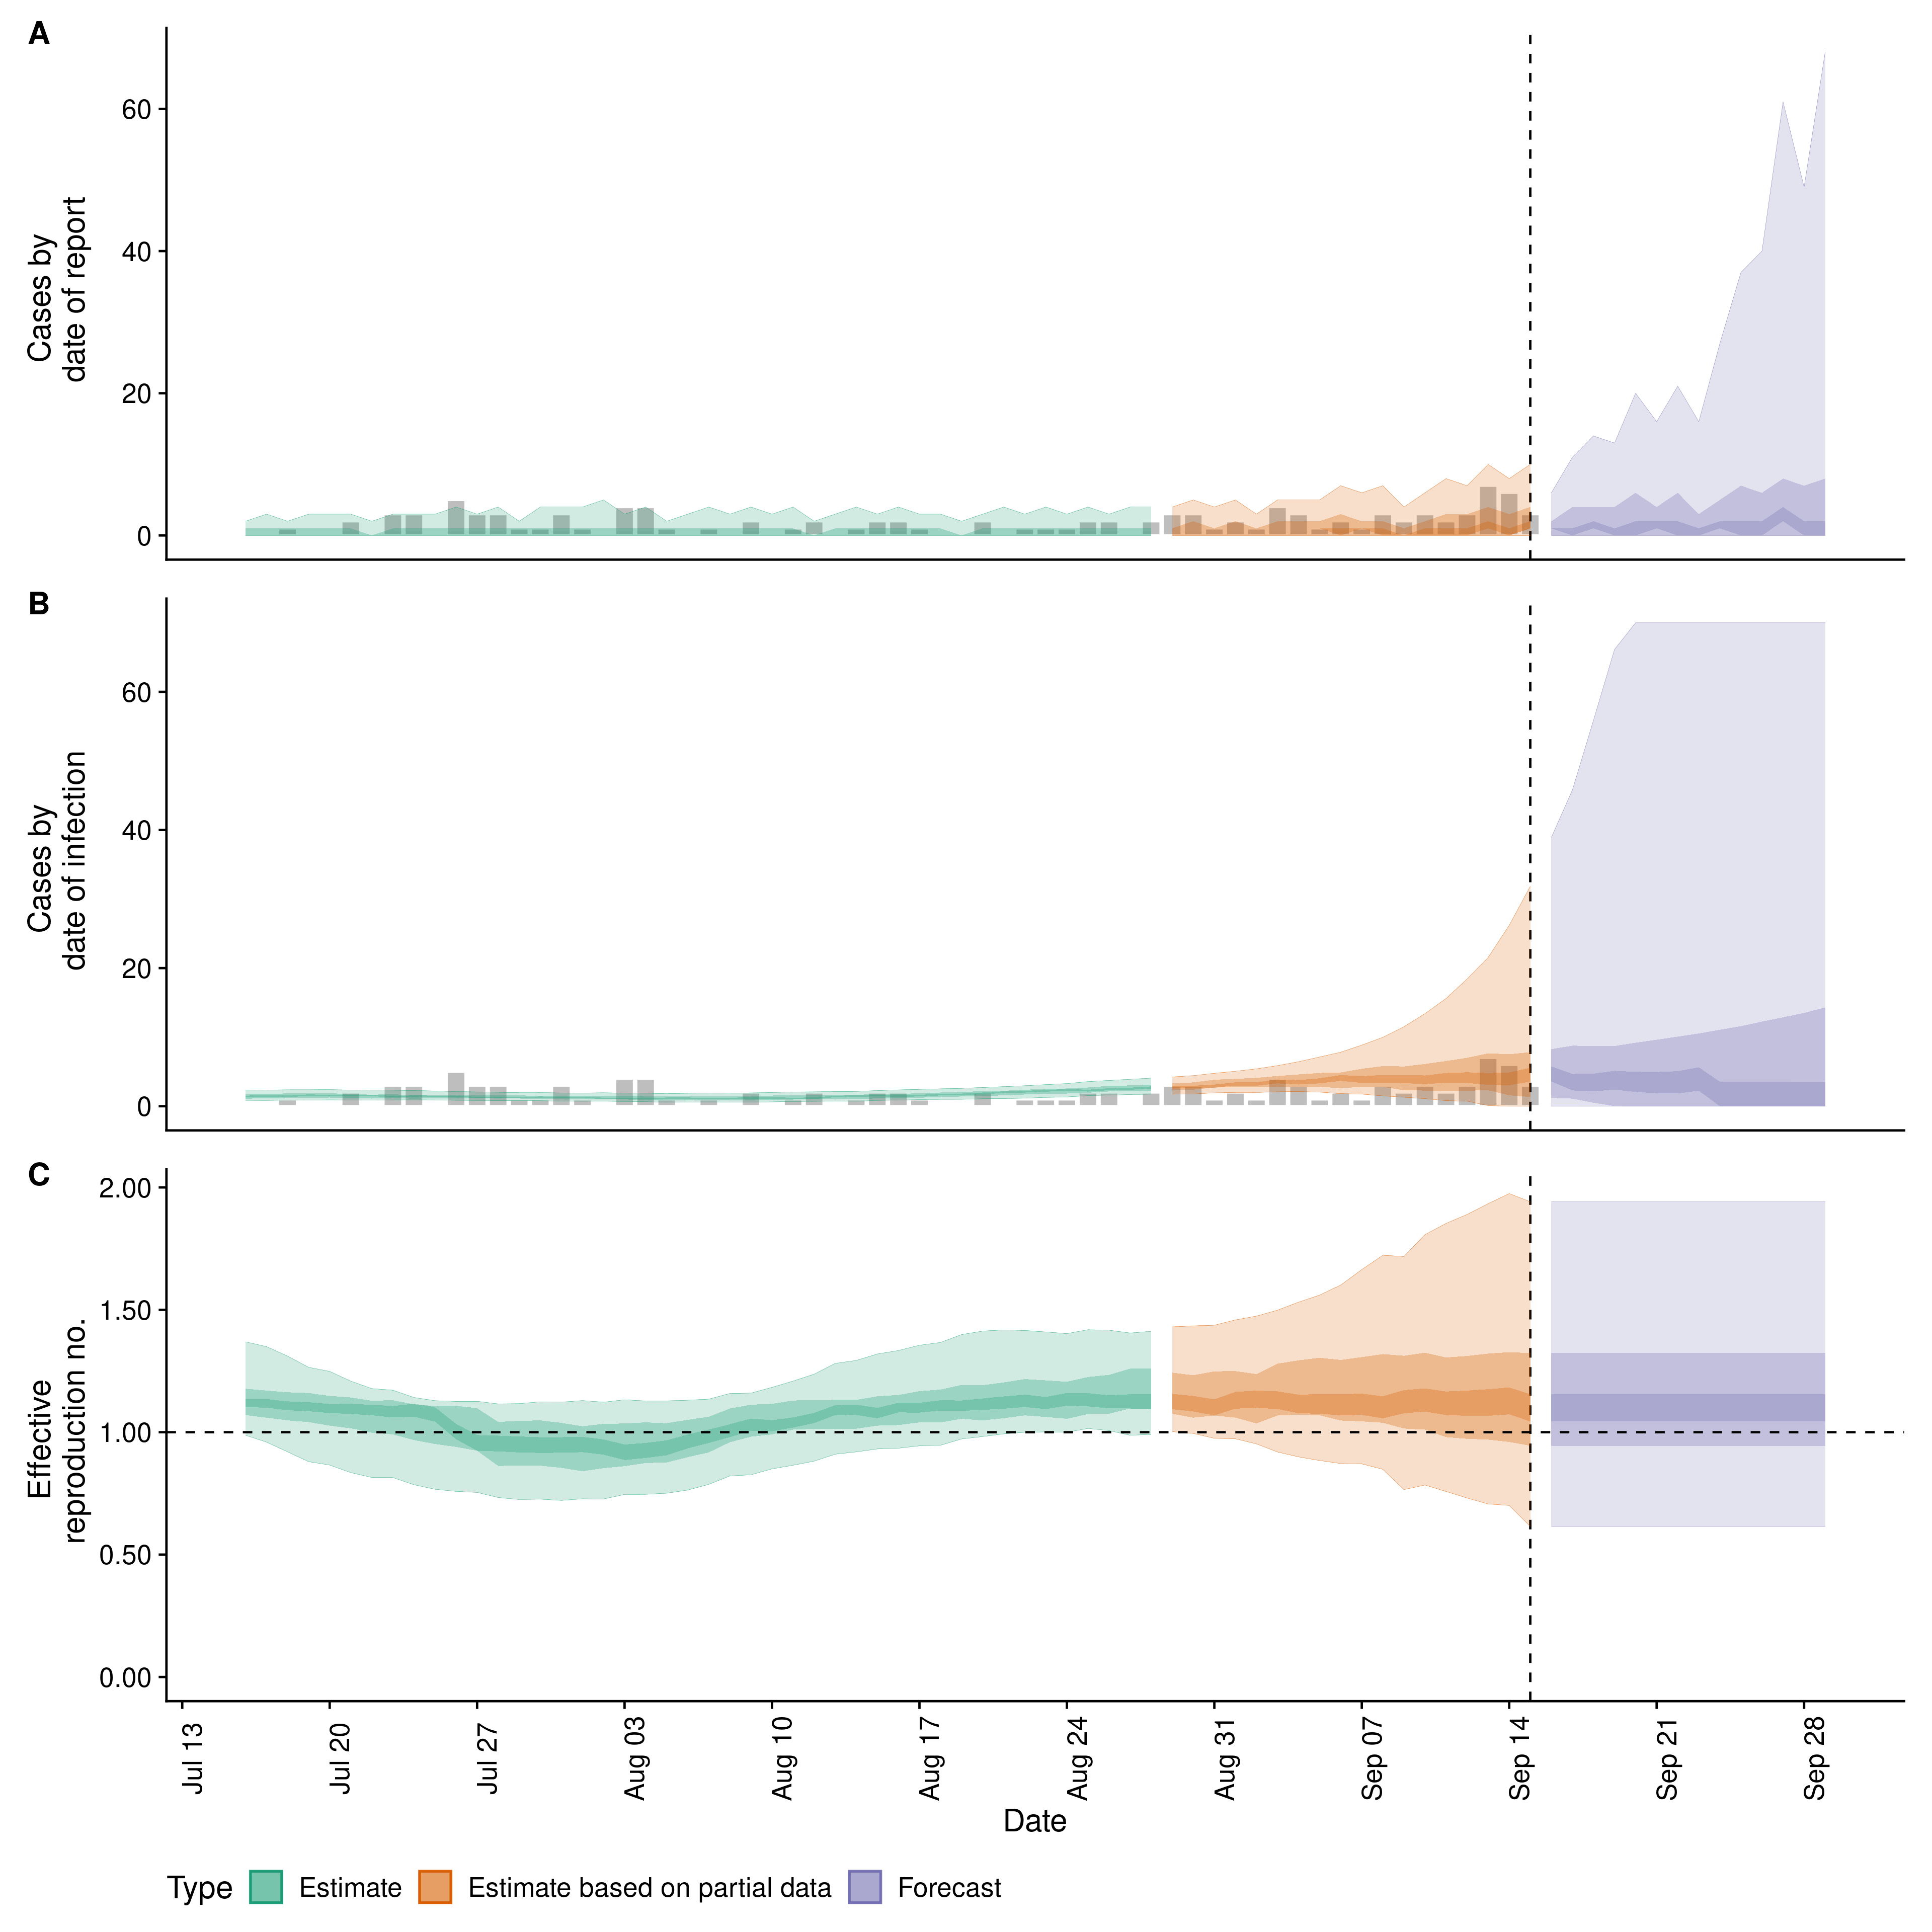 A
Cases by
date of report
60
40
20
0
B
Cases by
date of infection
60
40
20
0
C
Effective
reproduction no.
2.00
1.50
1.00
0.50
0.00
Jul 13
Jul 20
Jul 27
Aug 03
Aug 10
Aug 17
Aug 24
Aug 31
Sep 07
Sep 14
Sep 21
Sep 28
Date
Type Estimate Estimate based on partial data Forecast